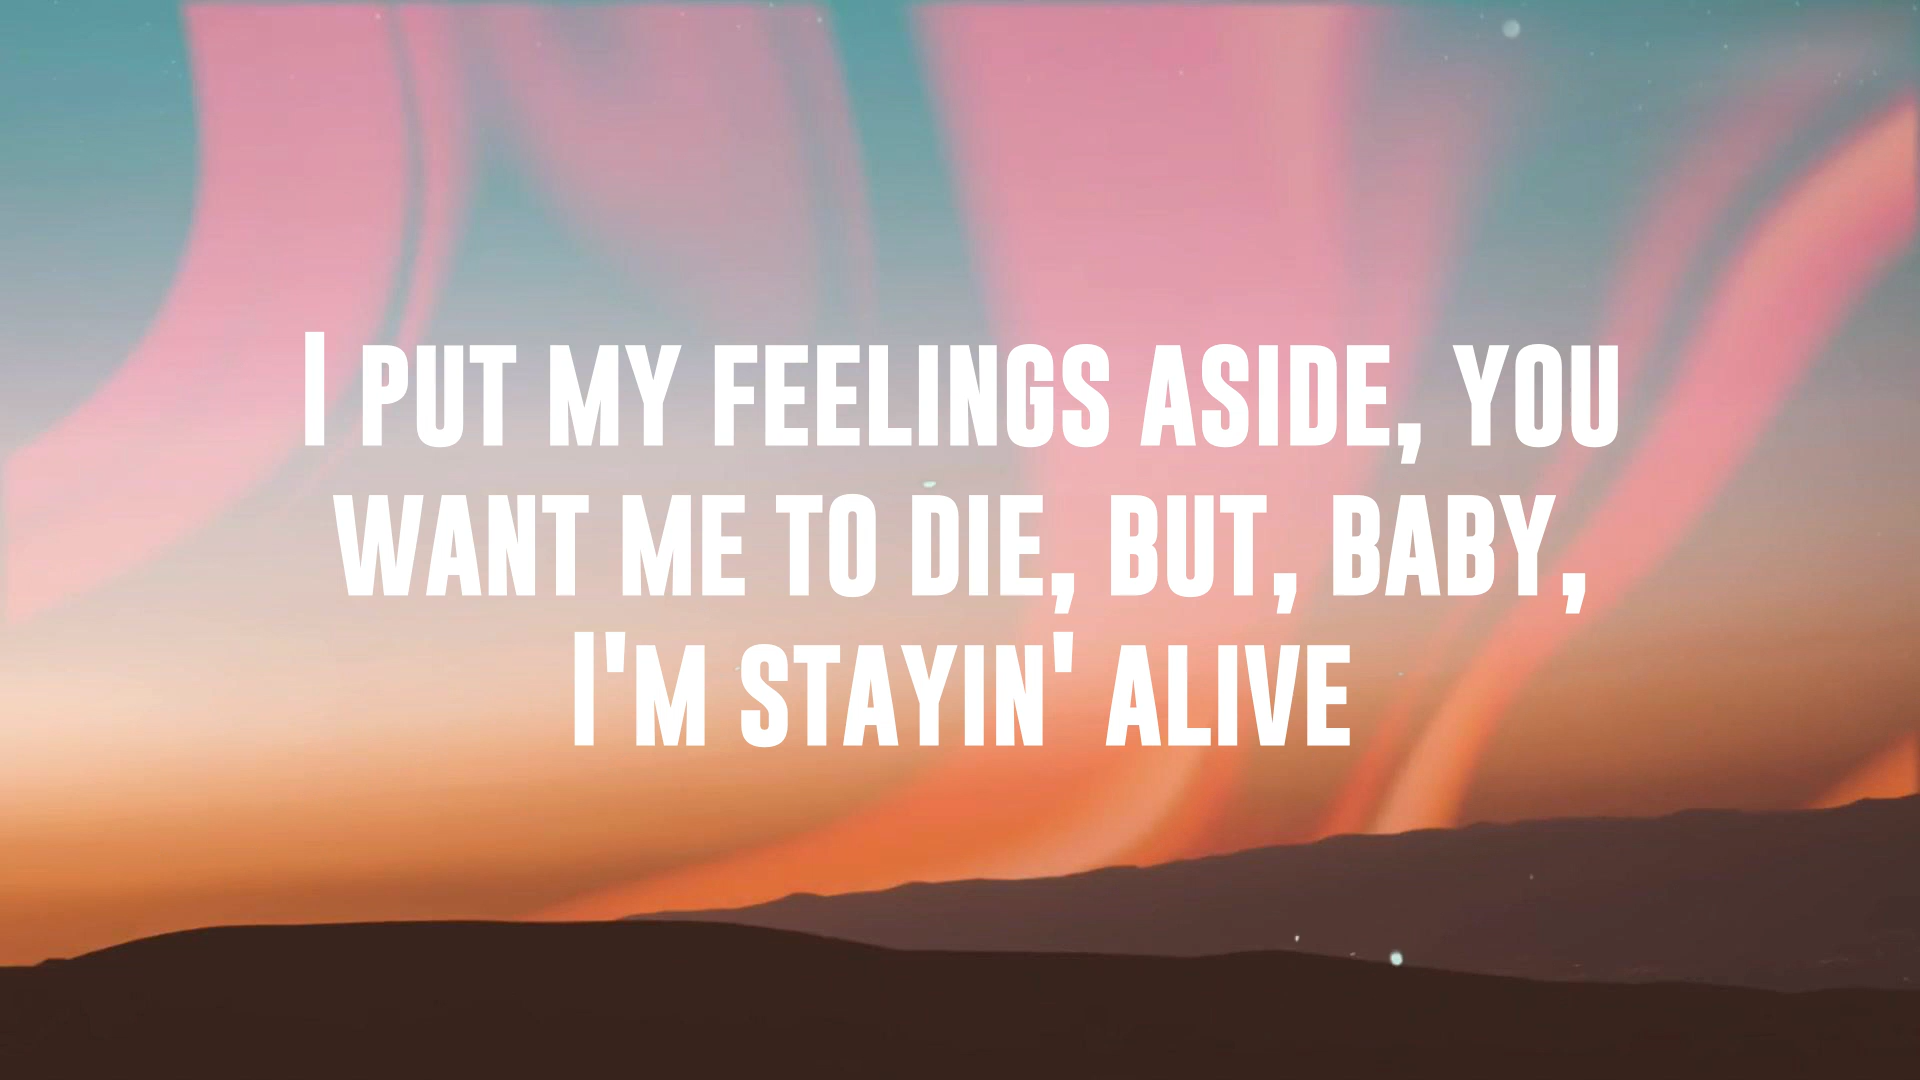 I PUT MY FEELINGS ASIDE, YOU
WANT ME TO DIE, BUT, BABY,
I'M STAYIN' ALIVE